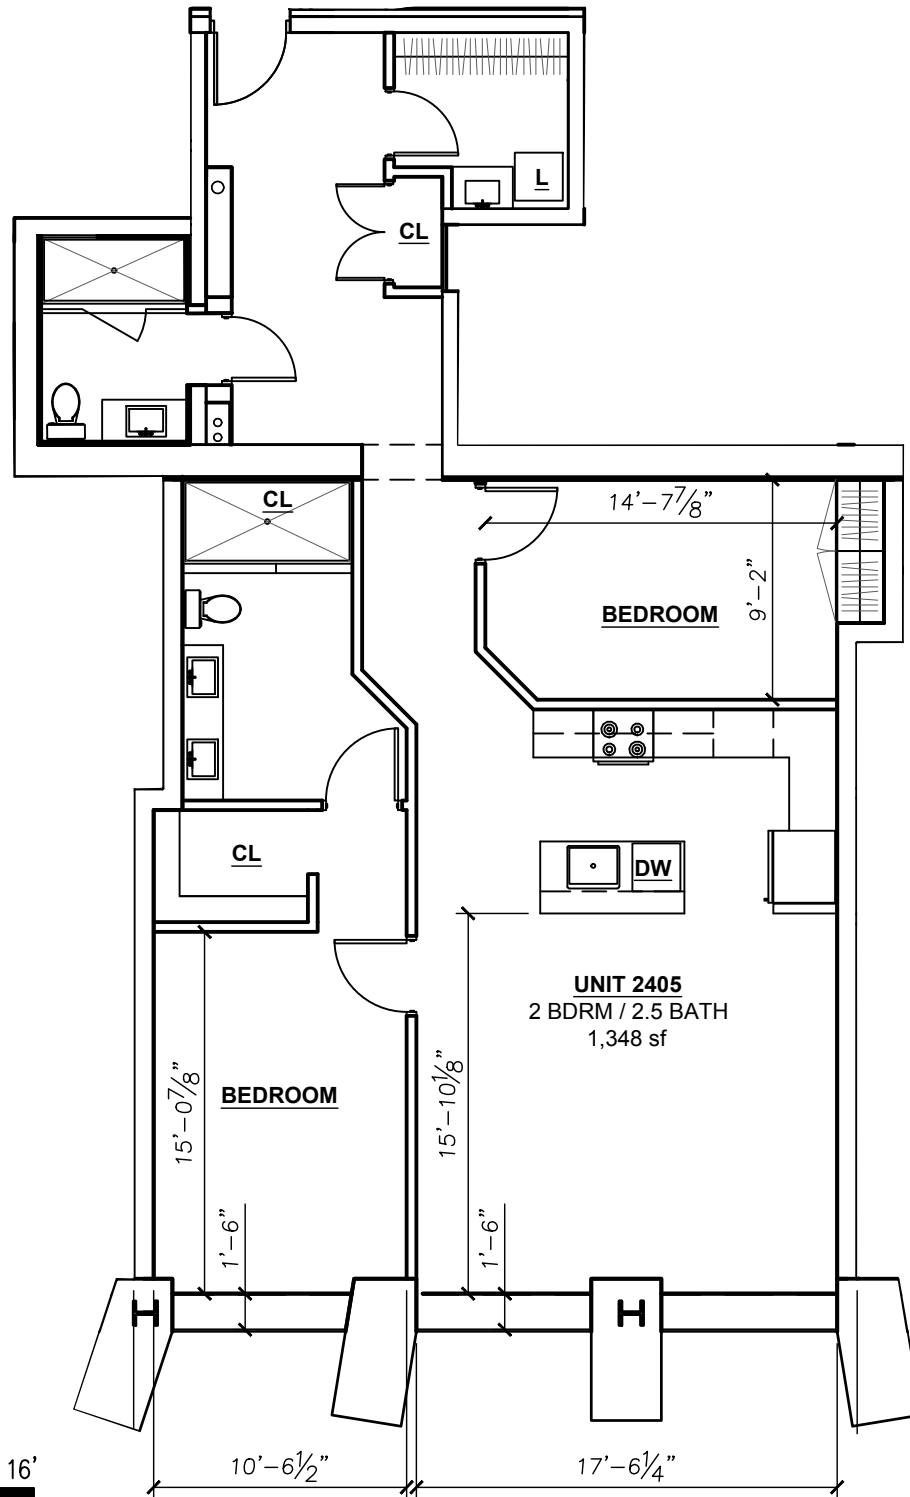 L
CL
CL
14'-7⅞"
9'-2"
BEDROOM
CL
DW
UNIT 2405
2 BDRM / 2.5 BATH
1,348 sf
15'-0⅞"
BEDROOM
15'-10⅛"
1'-6"
1'-6"
H
H
16'
10'-6½"
17'-6¼"